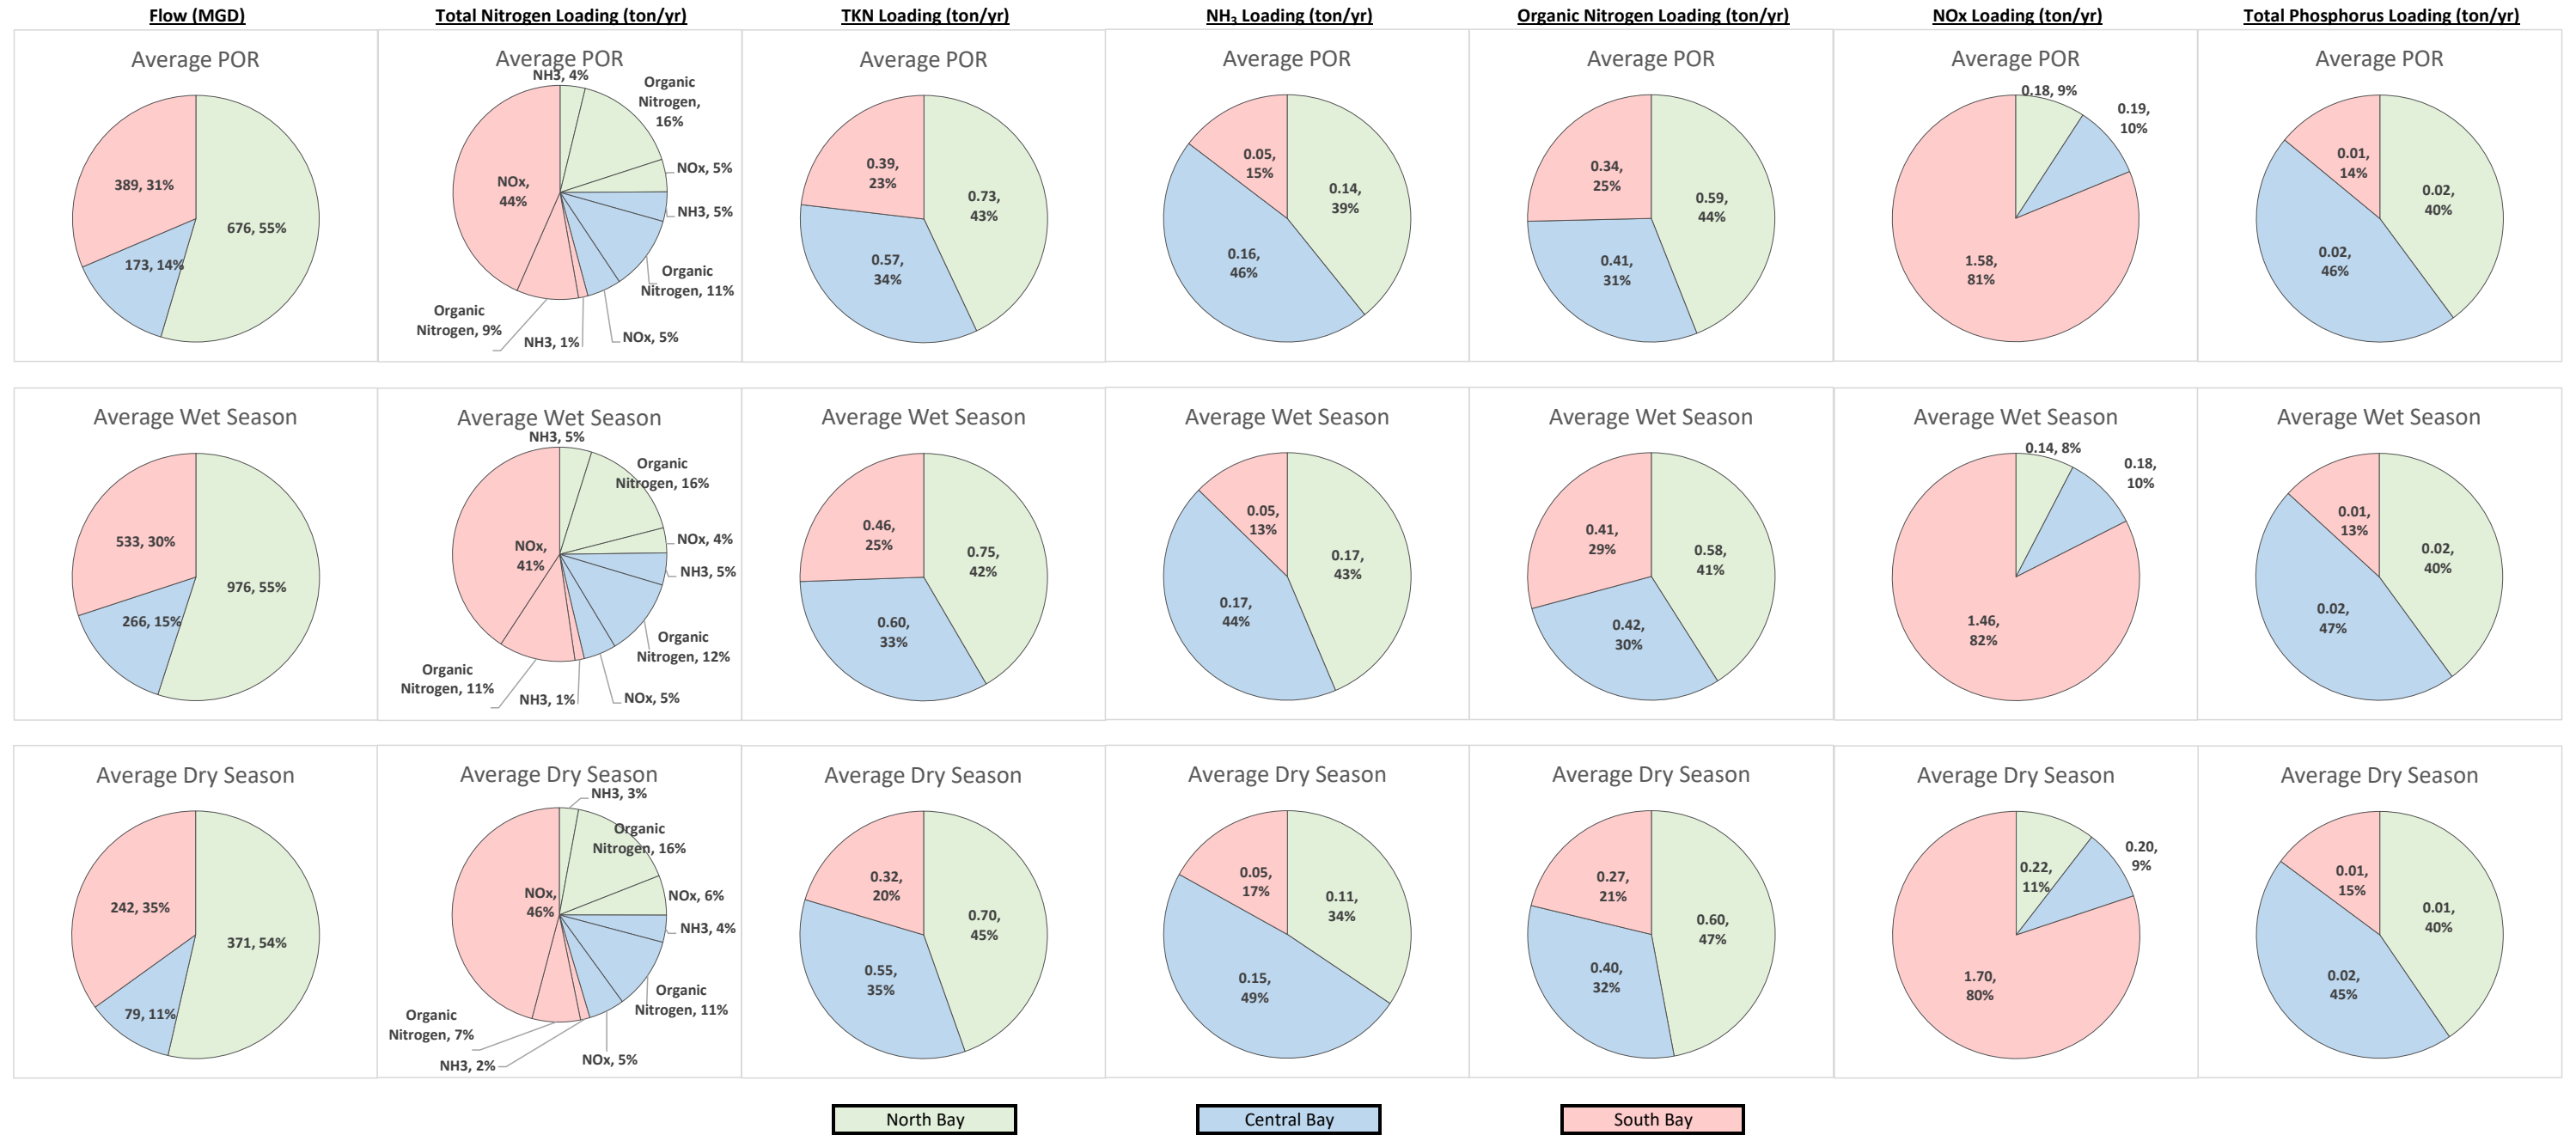 Flow (MGD)
Total Nitrogen Loading (ton/yr)
TKN Loading (ton/yr)
NH₃ Loading (ton/yr)
Organic Nitrogen Loading (ton/yr)
NOx Loading (ton/yr)
Total Phosphorus Loading (ton/yr)
Average POR
389, 31%
676, 55%
173, 14%
Average POR
NH3, 4%
Organic
Nitrogen,
16%
NOx, 5%
NOx,
44%
NH3, 5%
Organic
Nitrogen, 11%
Organic
Nitrogen, 9%
NH3, 1%
NOx, 5%
Average POR
0.39,
23%
0.73,
43%
0.57,
34%
Average POR
0.05,
15%
0.14,
39%
0.16,
46%
Average POR
0.34,
25%
0.59,
44%
0.41,
31%
Average POR
0.18, 9%
0.19,
10%
1.58,
81%
Average POR
0.01,
14%
0.02,
40%
0.02,
46%
Average Wet Season
533, 30%
976, 55%
266, 15%
Average Wet Season
NH3, 5%
Organic
Nitrogen, 16%
NOx, 4%
NOx,
41%
NH3, 5%
Organic
Nitrogen, 12%
Organic
Nitrogen, 11%
NH3, 1%
NOx, 5%
Average Wet Season
0.46,
25%
0.75,
42%
0.60,
33%
Average Wet Season
0.05,
13%
0.17,
43%
0.17,
44%
Average Wet Season
0.41,
29%
0.58,
41%
0.42,
30%
Average Wet Season
0.14, 8%
0.18,
10%
1.46,
82%
Average Wet Season
0.01,
13%
0.02,
40%
0.02,
47%
Average Dry Season
242, 35%
371, 54%
79, 11%
Average Dry Season
NH3, 3%
Organic
Nitrogen, 16%
NOx, 6%
NOx,
46%
NH3, 4%
Organic
Nitrogen, 11%
Organic
Nitrogen, 7%
NH3, 2%
NOx, 5%
Average Dry Season
0.32,
20%
0.70,
45%
0.55,
35%
Average Dry Season
0.05,
17%
0.11,
34%
0.15,
49%
Average Dry Season
0.27,
21%
0.60,
47%
0.40,
32%
Average Dry Season
0.22,
11%
0.20,
9%
1.70,
80%
Average Dry Season
0.01,
15%
0.01,
40%
0.02,
45%
North Bay
Central Bay
South Bay